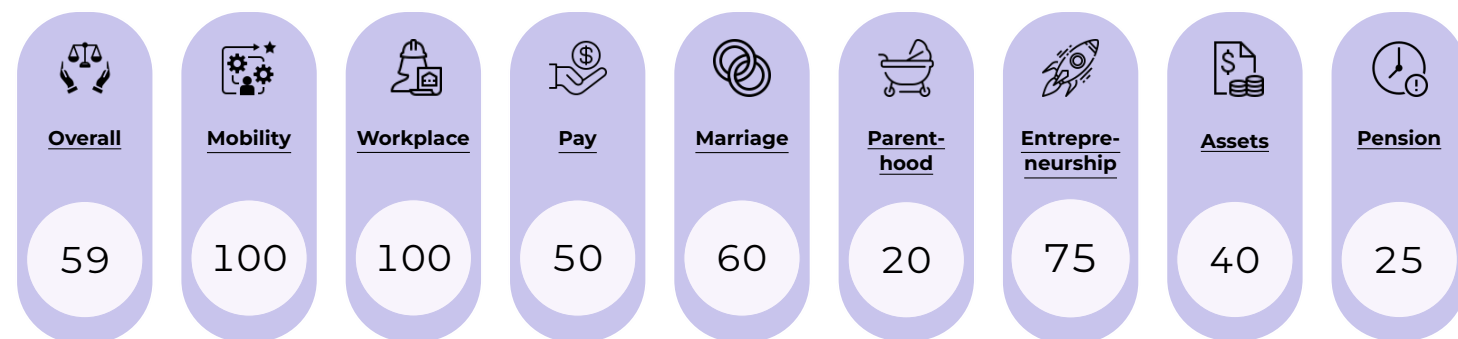 Overall
59
Mobility
100
Workplace
100
$
Pay
50
Marriage
60
Parent-
hood
20
Entrepre-
neurship
75
$
Assets
40
!
Pension
25